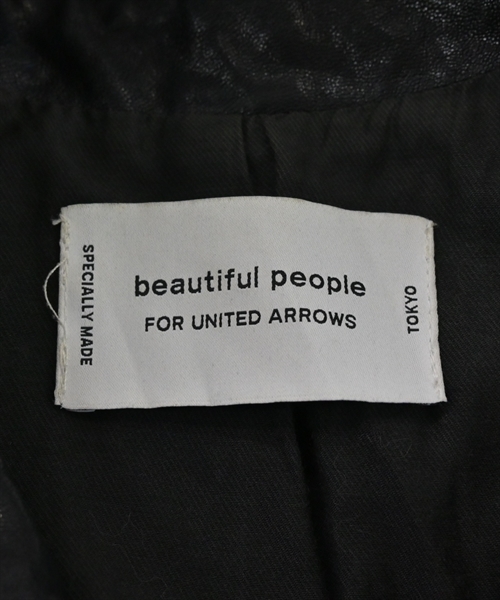 SPECIALLY MADE
beautiful people
FOR UNITED ARROWS
TOKYO